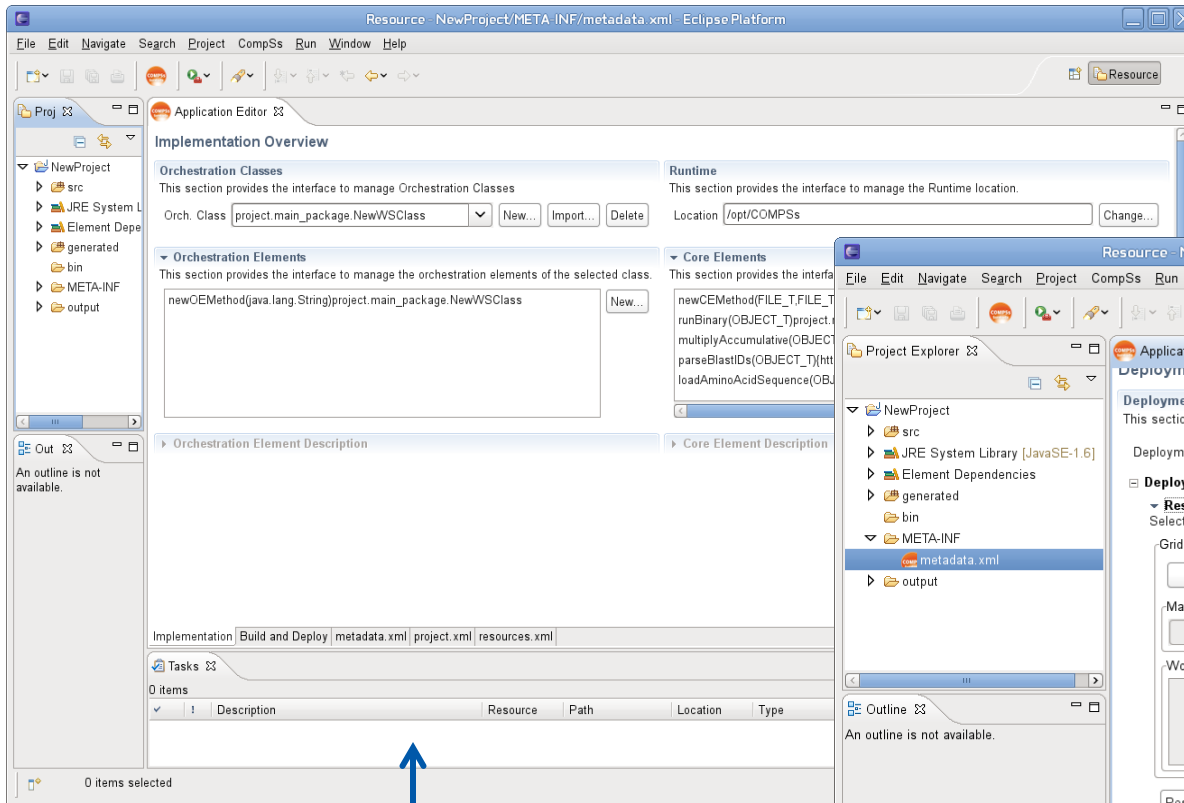 Resource - NewProject/META-INF/metadata.xml - Eclipse Platform
File Edit Navigate Search Project CompSs Run Window Help
Resource
Proj
Application Editor
Implementation Overview
NewProject
src
JRE System L
Element Depe
generated
bin
META-INF
output
Orchestration Classes
This section provides the interface to manage Orchestration Classes
Orch. Class project.main_package.NewWSClass New... Import... Delete
Runtime
This section provides the interface to manage the Runtime location.
Location /opt/COMPSs Change...
Orchestration Elements
This section provides the interface to manage the orchestration elements of the selected class.
newOEMethod(java.lang.String)project.main_package.NewWSClass New...
Core Elements
This section provides the interfa
newCEMethod(FILE_T,FILE_T
runBinary(OBJECT_T)project.
multiplyAccumulative(OBJECT
parseBlastIDs(OBJECT_T){htt
loadAminoAcidSequence(OBJ
Orchestration Element Description
Core Element Description
Out
An outline is not
available.
Implementation Build and Deploy metadata.xml project.xml resources.xml
Tasks
0 items
! Description Resource Path Location Type
0 items selected
Resource - N
File Edit Navigate Search Project CompSs Run
Project Explorer
NewProject
src
JRE System Library [JavaSE-1.6]
Element Dependencies
generated
bin
META-INF
metadata.xml
output
Outline
An outline is not available.
Applica
Deploym
Deployme
This sectio
Deploym
Deploy
Res
Select
Grid
Ma
Wo